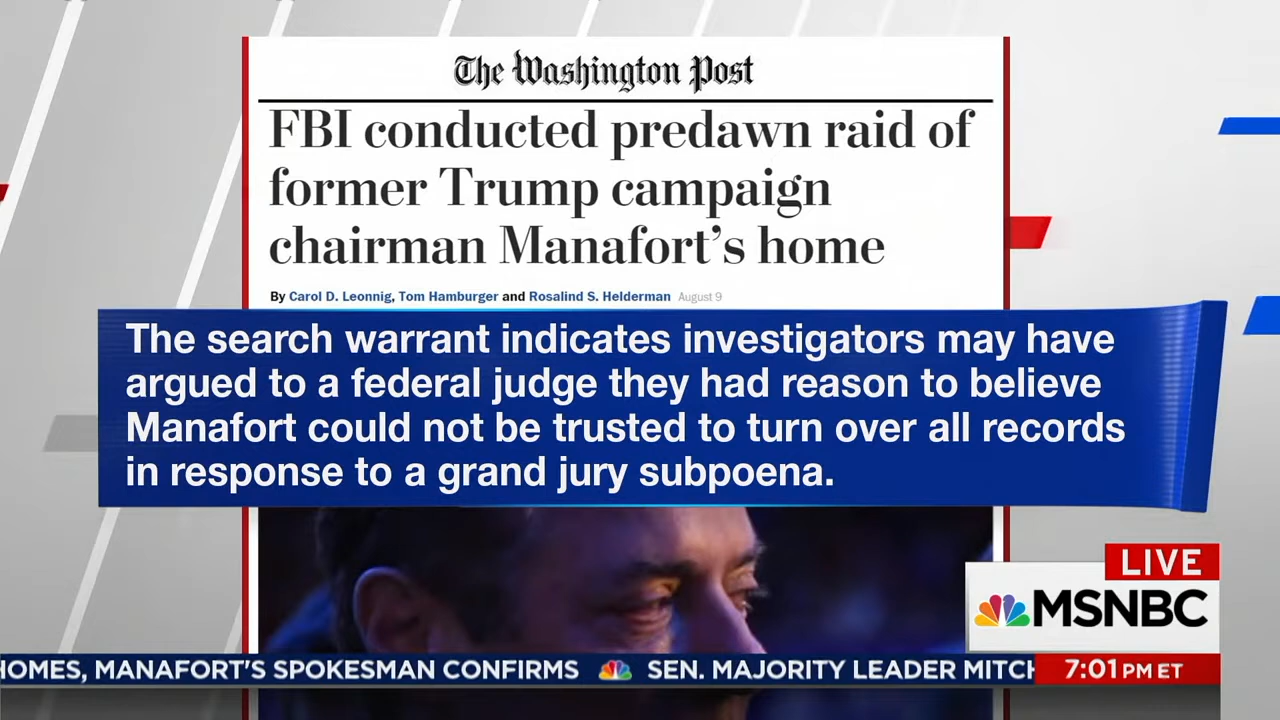 The Washington Post
FBI conducted predawn raid of
former Trump campaign
chairman Manafort's home
By Carol D. Leonnig, Tom Hamburger and Rosalind S. Helderman August 9
The search warrant indicates investigators may have
argued to a federal judge they had reason to believe
Manafort could not be trusted to turn over all records
in response to a grand jury subpoena.
LIVE
MSNBC
HOMES, MANAFORT'S SPOKESMAN CONFIRMS SEN. MAJORITY LEADER MITCH 7:01 PM ET